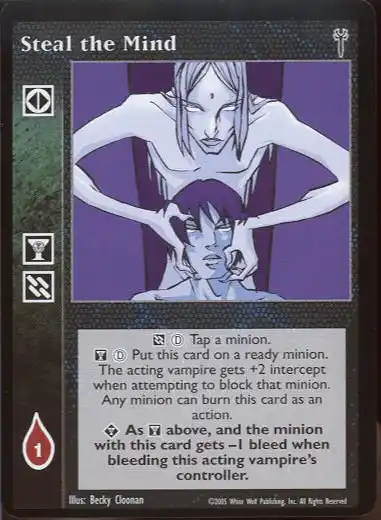 Steal the Mind
Ⓓ Tap a minion.
Ⓓ Put this card on a ready minion.
The acting vampire gets +2 intercept
when attempting to block that minion.
Any minion can burn this card as an
action.
As above, and the minion
with this card gets –1 bleed when
bleeding this acting vampire's
controller.
1
Illus: Becky Cloonan
©2005 White Wolf Publishing, Inc. All Rights Reserved